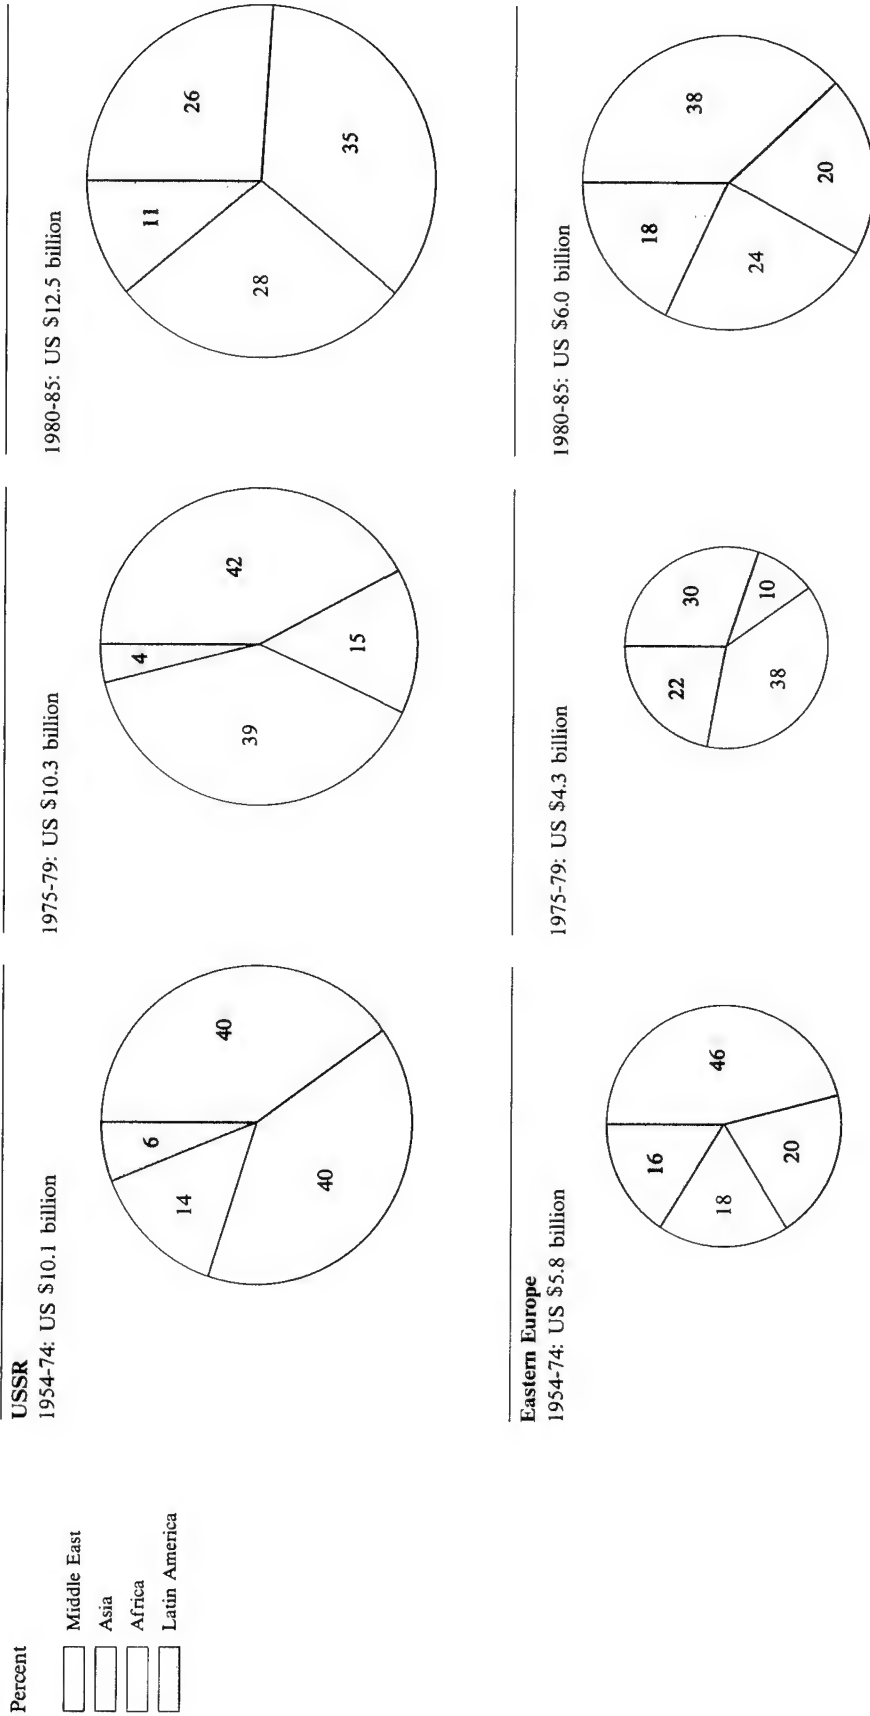 Percent
Middle East
Asia
Africa
Latin America
USSR
1954-74: US $10.1 billion
6
14
40
40
1975-79: US $10.3 billion
4
42
39
15
1980-85: US $12.5 billion
11
26
28
35
Eastern Europe
1954-74: US $5.8 billion
16
46
18
20
1975-79: US $4.3 billion
22
30
10
38
1980-85: US $6.0 billion
18
38
24
20